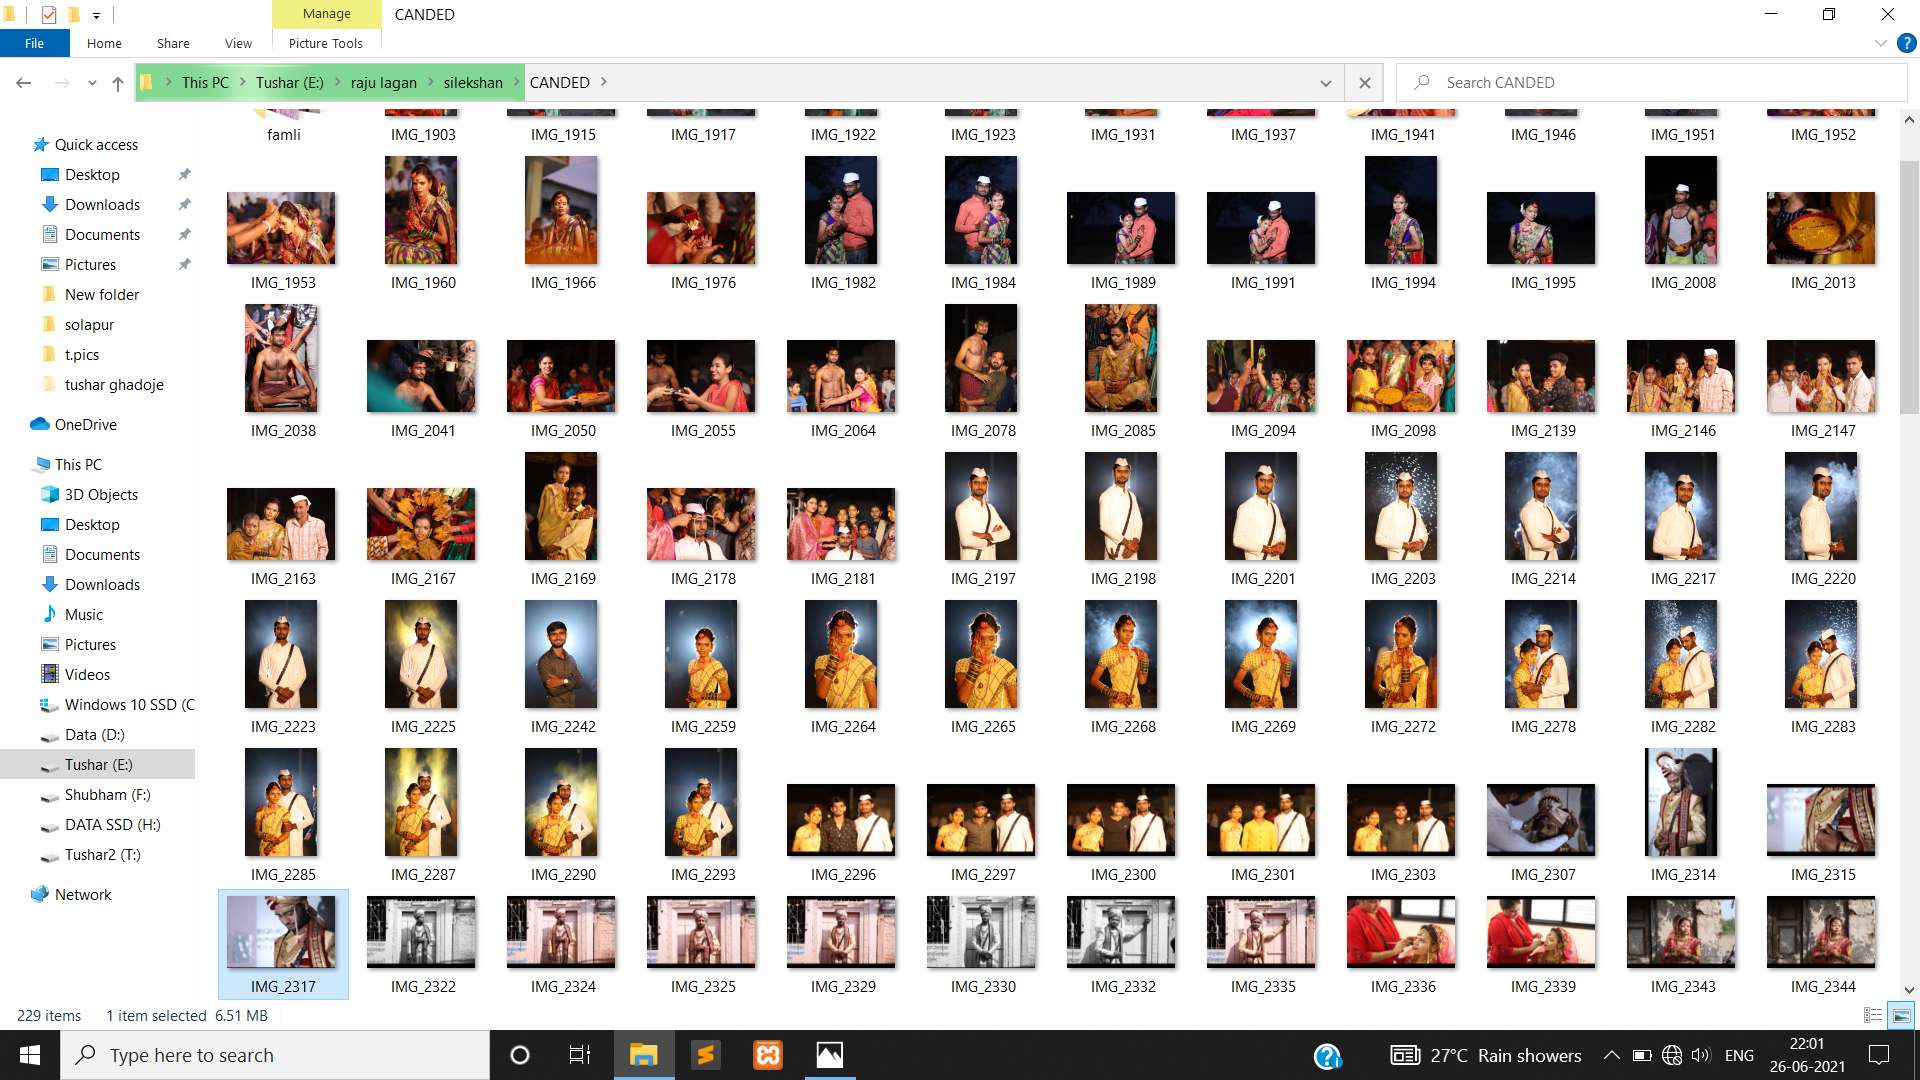 Manage
CANDED
File
Home
Share
View
Picture Tools
This PC
Tushar (E:)
raju lagan
silekshan
CANDED
Search CANDED
famli
IMG_1903
IMG_1915
IMG_1917
IMG_1922
IMG_1923
IMG_1931
IMG_1937
IMG_1941
IMG_1946
IMG_1951
IMG_1952
IMG_1953
IMG_1960
IMG_1966
IMG_1976
IMG_1982
IMG_1984
IMG_1989
IMG_1991
IMG_1994
IMG_1995
IMG_2008
IMG_2013
IMG_2038
IMG_2041
IMG_2050
IMG_2055
IMG_2064
IMG_2078
IMG_2085
IMG_2094
IMG_2098
IMG_2139
IMG_2146
IMG_2147
IMG_2163
IMG_2167
IMG_2169
IMG_2178
IMG_2181
IMG_2197
IMG_2198
IMG_2201
IMG_2203
IMG_2214
IMG_2217
IMG_2220
IMG_2223
IMG_2225
IMG_2242
IMG_2259
IMG_2264
IMG_2265
IMG_2268
IMG_2269
IMG_2272
IMG_2278
IMG_2282
IMG_2283
IMG_2285
IMG_2287
IMG_2290
IMG_2293
IMG_2296
IMG_2297
IMG_2300
IMG_2301
IMG_2303
IMG_2307
IMG_2314
IMG_2315
IMG_2317
IMG_2322
IMG_2324
IMG_2325
IMG_2329
IMG_2330
IMG_2332
IMG_2335
IMG_2336
IMG_2339
IMG_2343
IMG_2344
Quick access
Desktop
Downloads
Documents
Pictures
New folder
solapur
t.pics
tushar ghadoje
OneDrive
This PC
3D Objects
Desktop
Documents
Downloads
Music
Pictures
Videos
Windows 10 SSD (C
Data (D:)
Tushar (E:)
Shubham (F:)
DATA SSD (H:)
Tushar2 (T:)
Network
229 items
1 item selected 6.51 MB
Type here to search
27°C Rain showers
ENG
22:01
26-06-2021